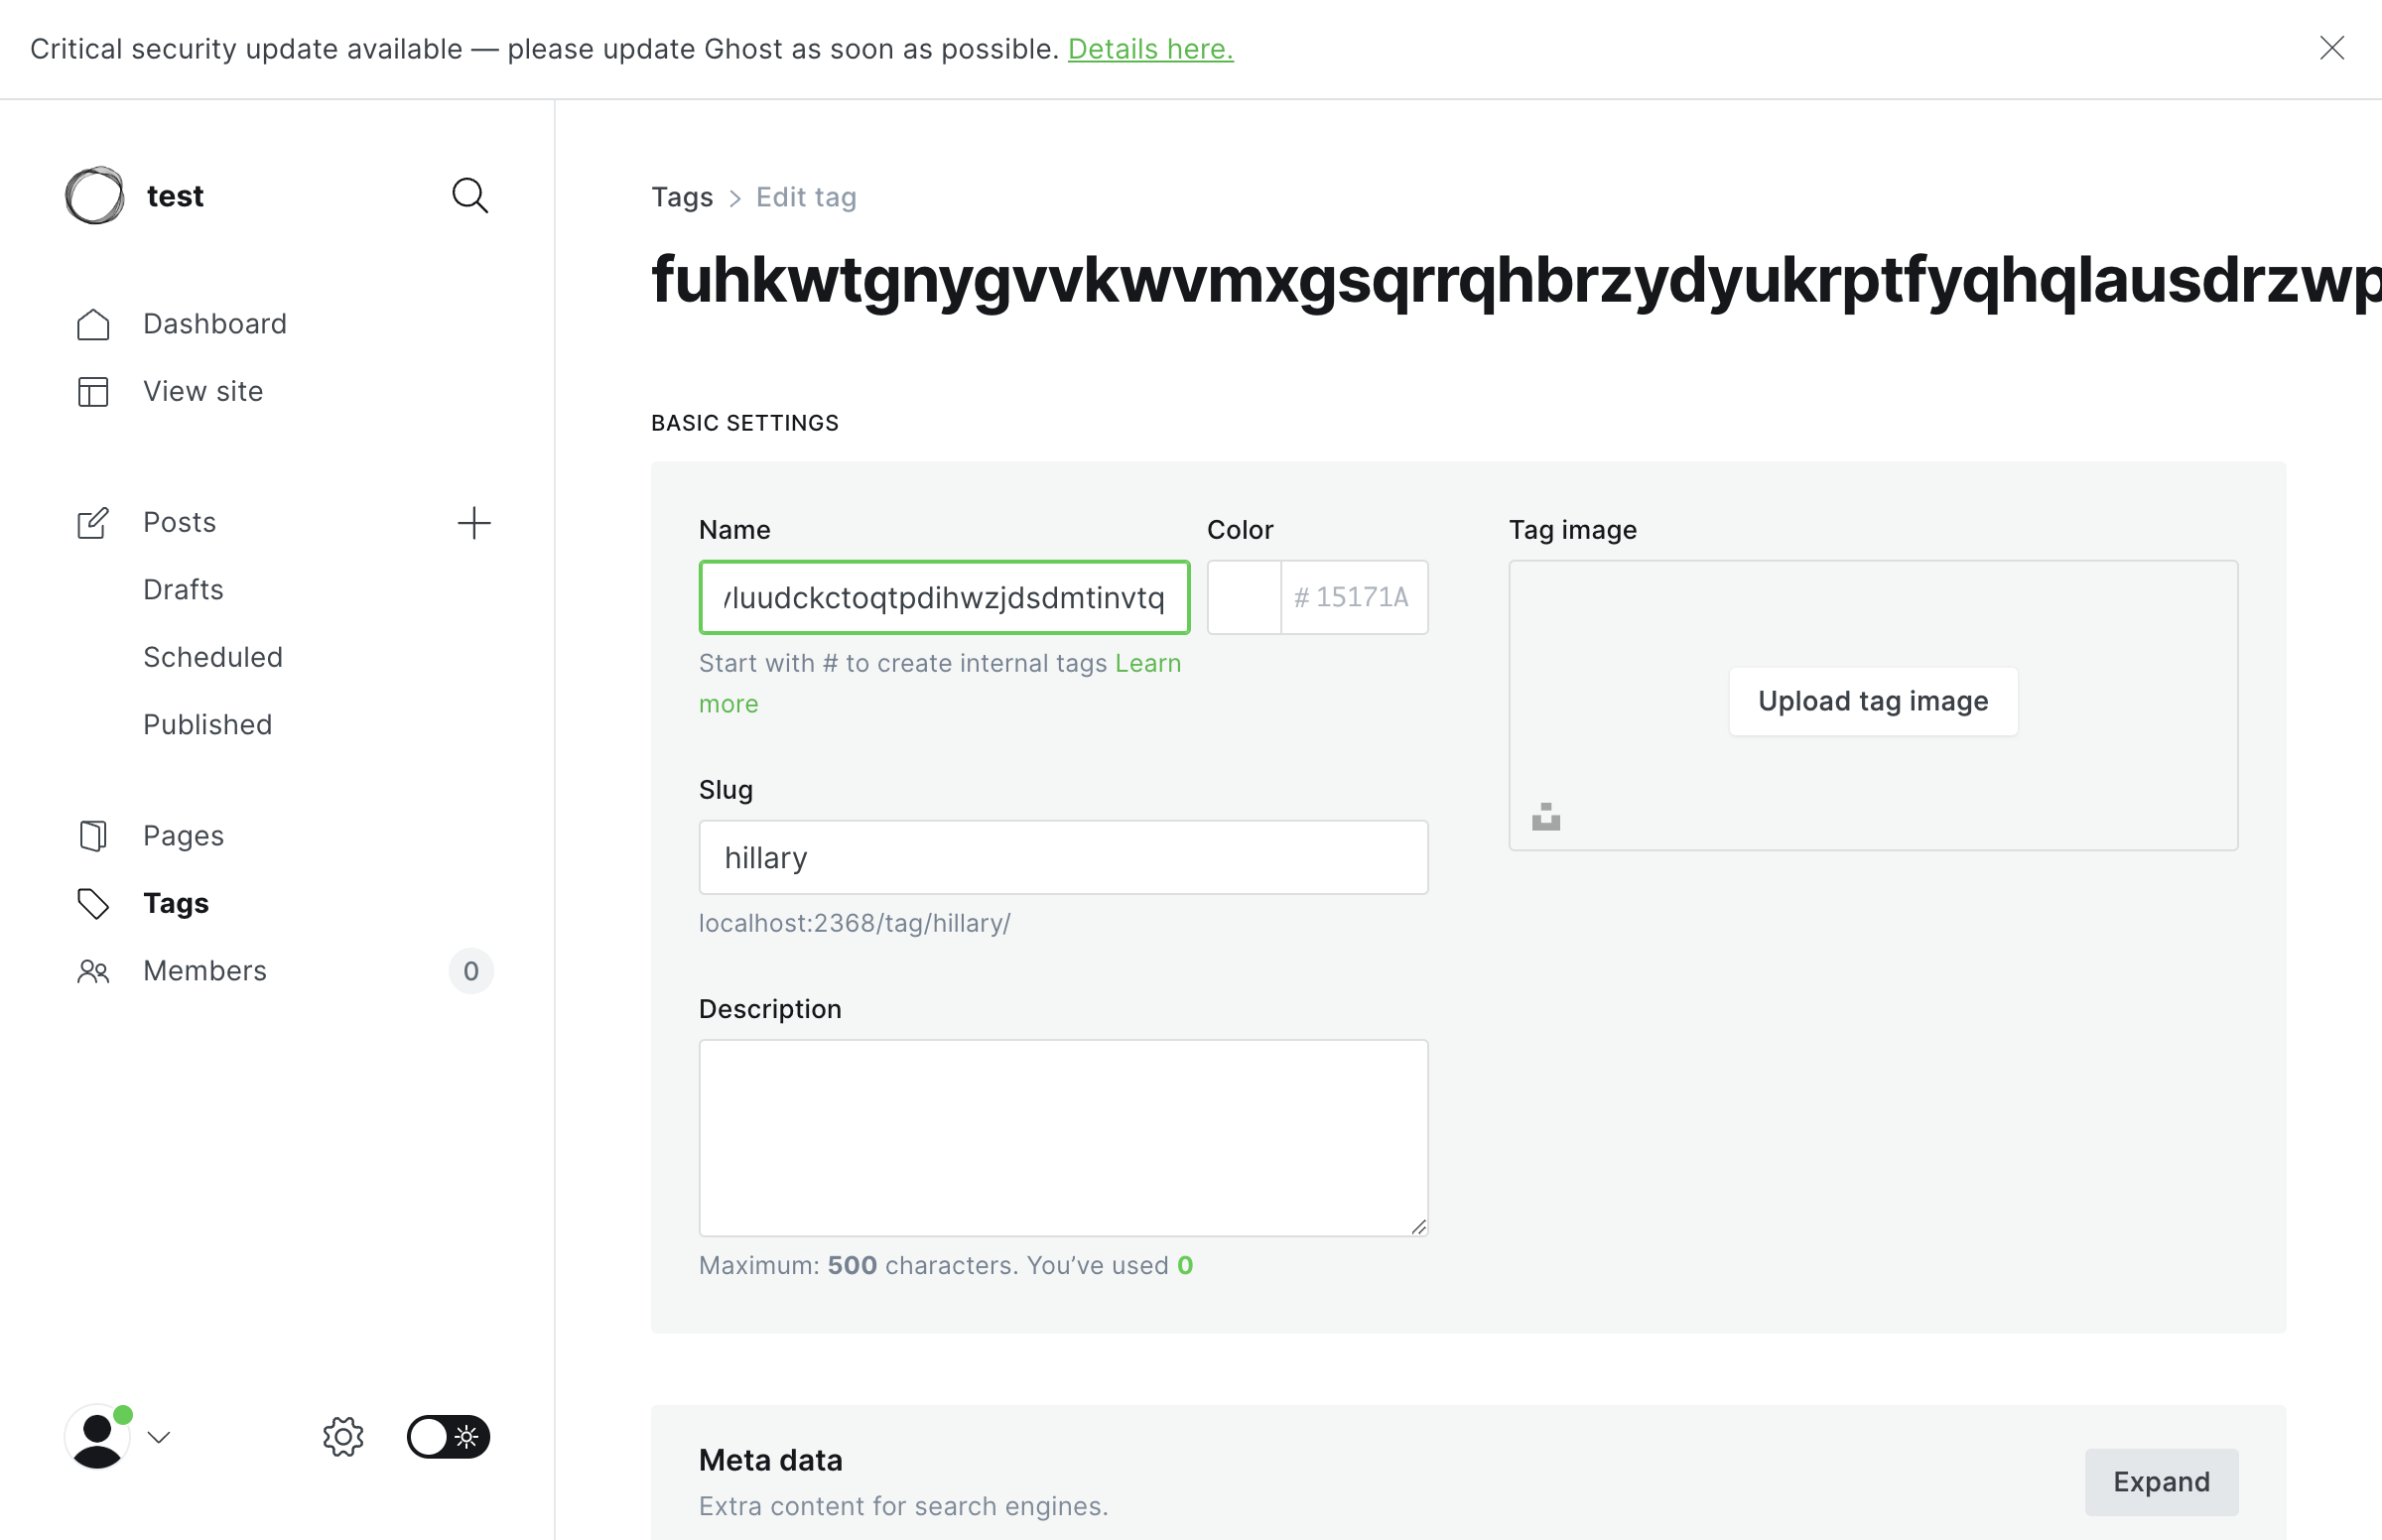 Critical security update available — please update Ghost as soon as possible. Details here.
test
Dashboard
View site
Posts
Drafts
Scheduled
Published
Pages
Tags
Members 0
Tags > Edit tag
fuhkwtgnygvvkwvmxgsqrrqhbrzydyukrptfyqhqlausdrzwp
BASIC SETTINGS
Name
luudckctoqtpdihwzjdsdmtinvtq
Start with # to create internal tags Learn
more
Color
# 15171A
Slug
hillary
localhost:2368/tag/hillary/
Description
Maximum: 500 characters. You’ve used 0
Tag image
Upload tag image
Meta data
Extra content for search engines.
Expand